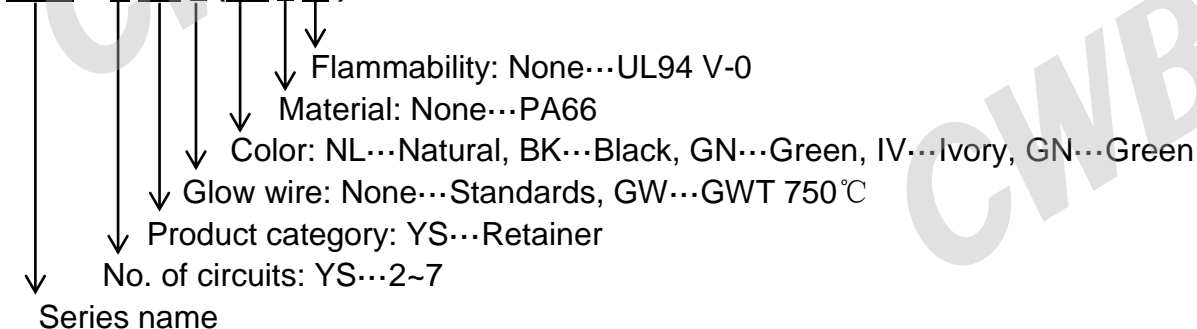 Flammability: None···UL94 V-0
Material: None···PA66
Color: NL···Natural, BK···Black, GN···Green, IV···Ivory, GN···Green
Glow wire: None···Standards, GW···GWT 750℃
Product category: YS···Retainer
No. of circuits: YS···2~7
Series name
CWB